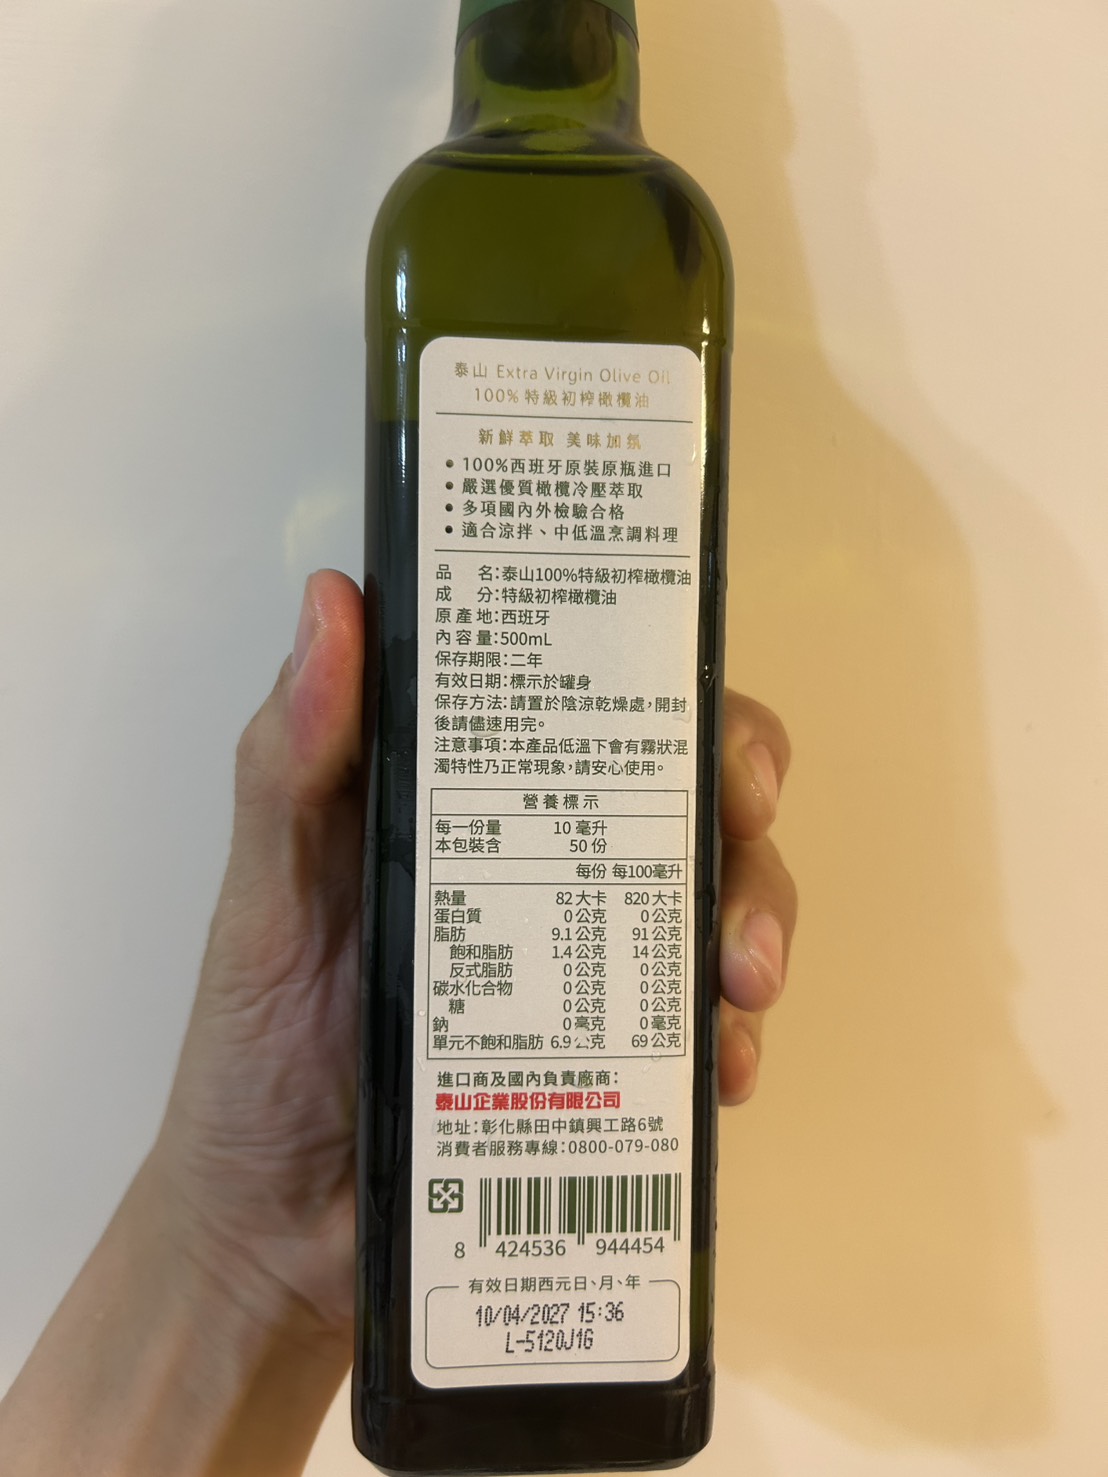 泰山 Extra Virgin Olive Oil
100% 特級初榨橄欖油
新鮮萃取 美味加氛
• 100%西班牙原裝原瓶進口
• 嚴選優質橄欖冷壓萃取
• 多項國內外檢驗合格
• 適合涼拌、中低溫烹調料理
品 名:泰山100%特級初榨橄欖油
成 分:特級初榨橄欖油
原產地:西班牙
內容量:500mL
保存期限:二年
有效日期:標示於罐身
保存方法:請置於陰涼乾燥處,開封
後請儘速用完。
注意事項:本產品低溫下會有霧狀混
濁特性乃正常現象,請安心使用。
營養標示
每一份量 10 毫升
本包裝含 50 份
每份 每100毫升
熱量 82 大卡 820 大卡
蛋白質 0 公克 0 公克
脂肪 9.1 公克 91 公克
飽和脂肪 1.4 公克 14 公克
反式脂肪 0 公克 0 公克
碳水化合物 0 公克 0 公克
糖 0 公克 0 公克
鈉 0 毫克 0 毫克
單元不飽和脂肪 6.9 公克 69 公克
進口商及國內負責廠商:
泰山企業股份有限公司
地址:彰化縣田中鎮興工路6號
消費者服務專線:0800-079-080
8 424536 944454
有效日期西元日、月、年
10/04/2027 15:36
L-5120J1G